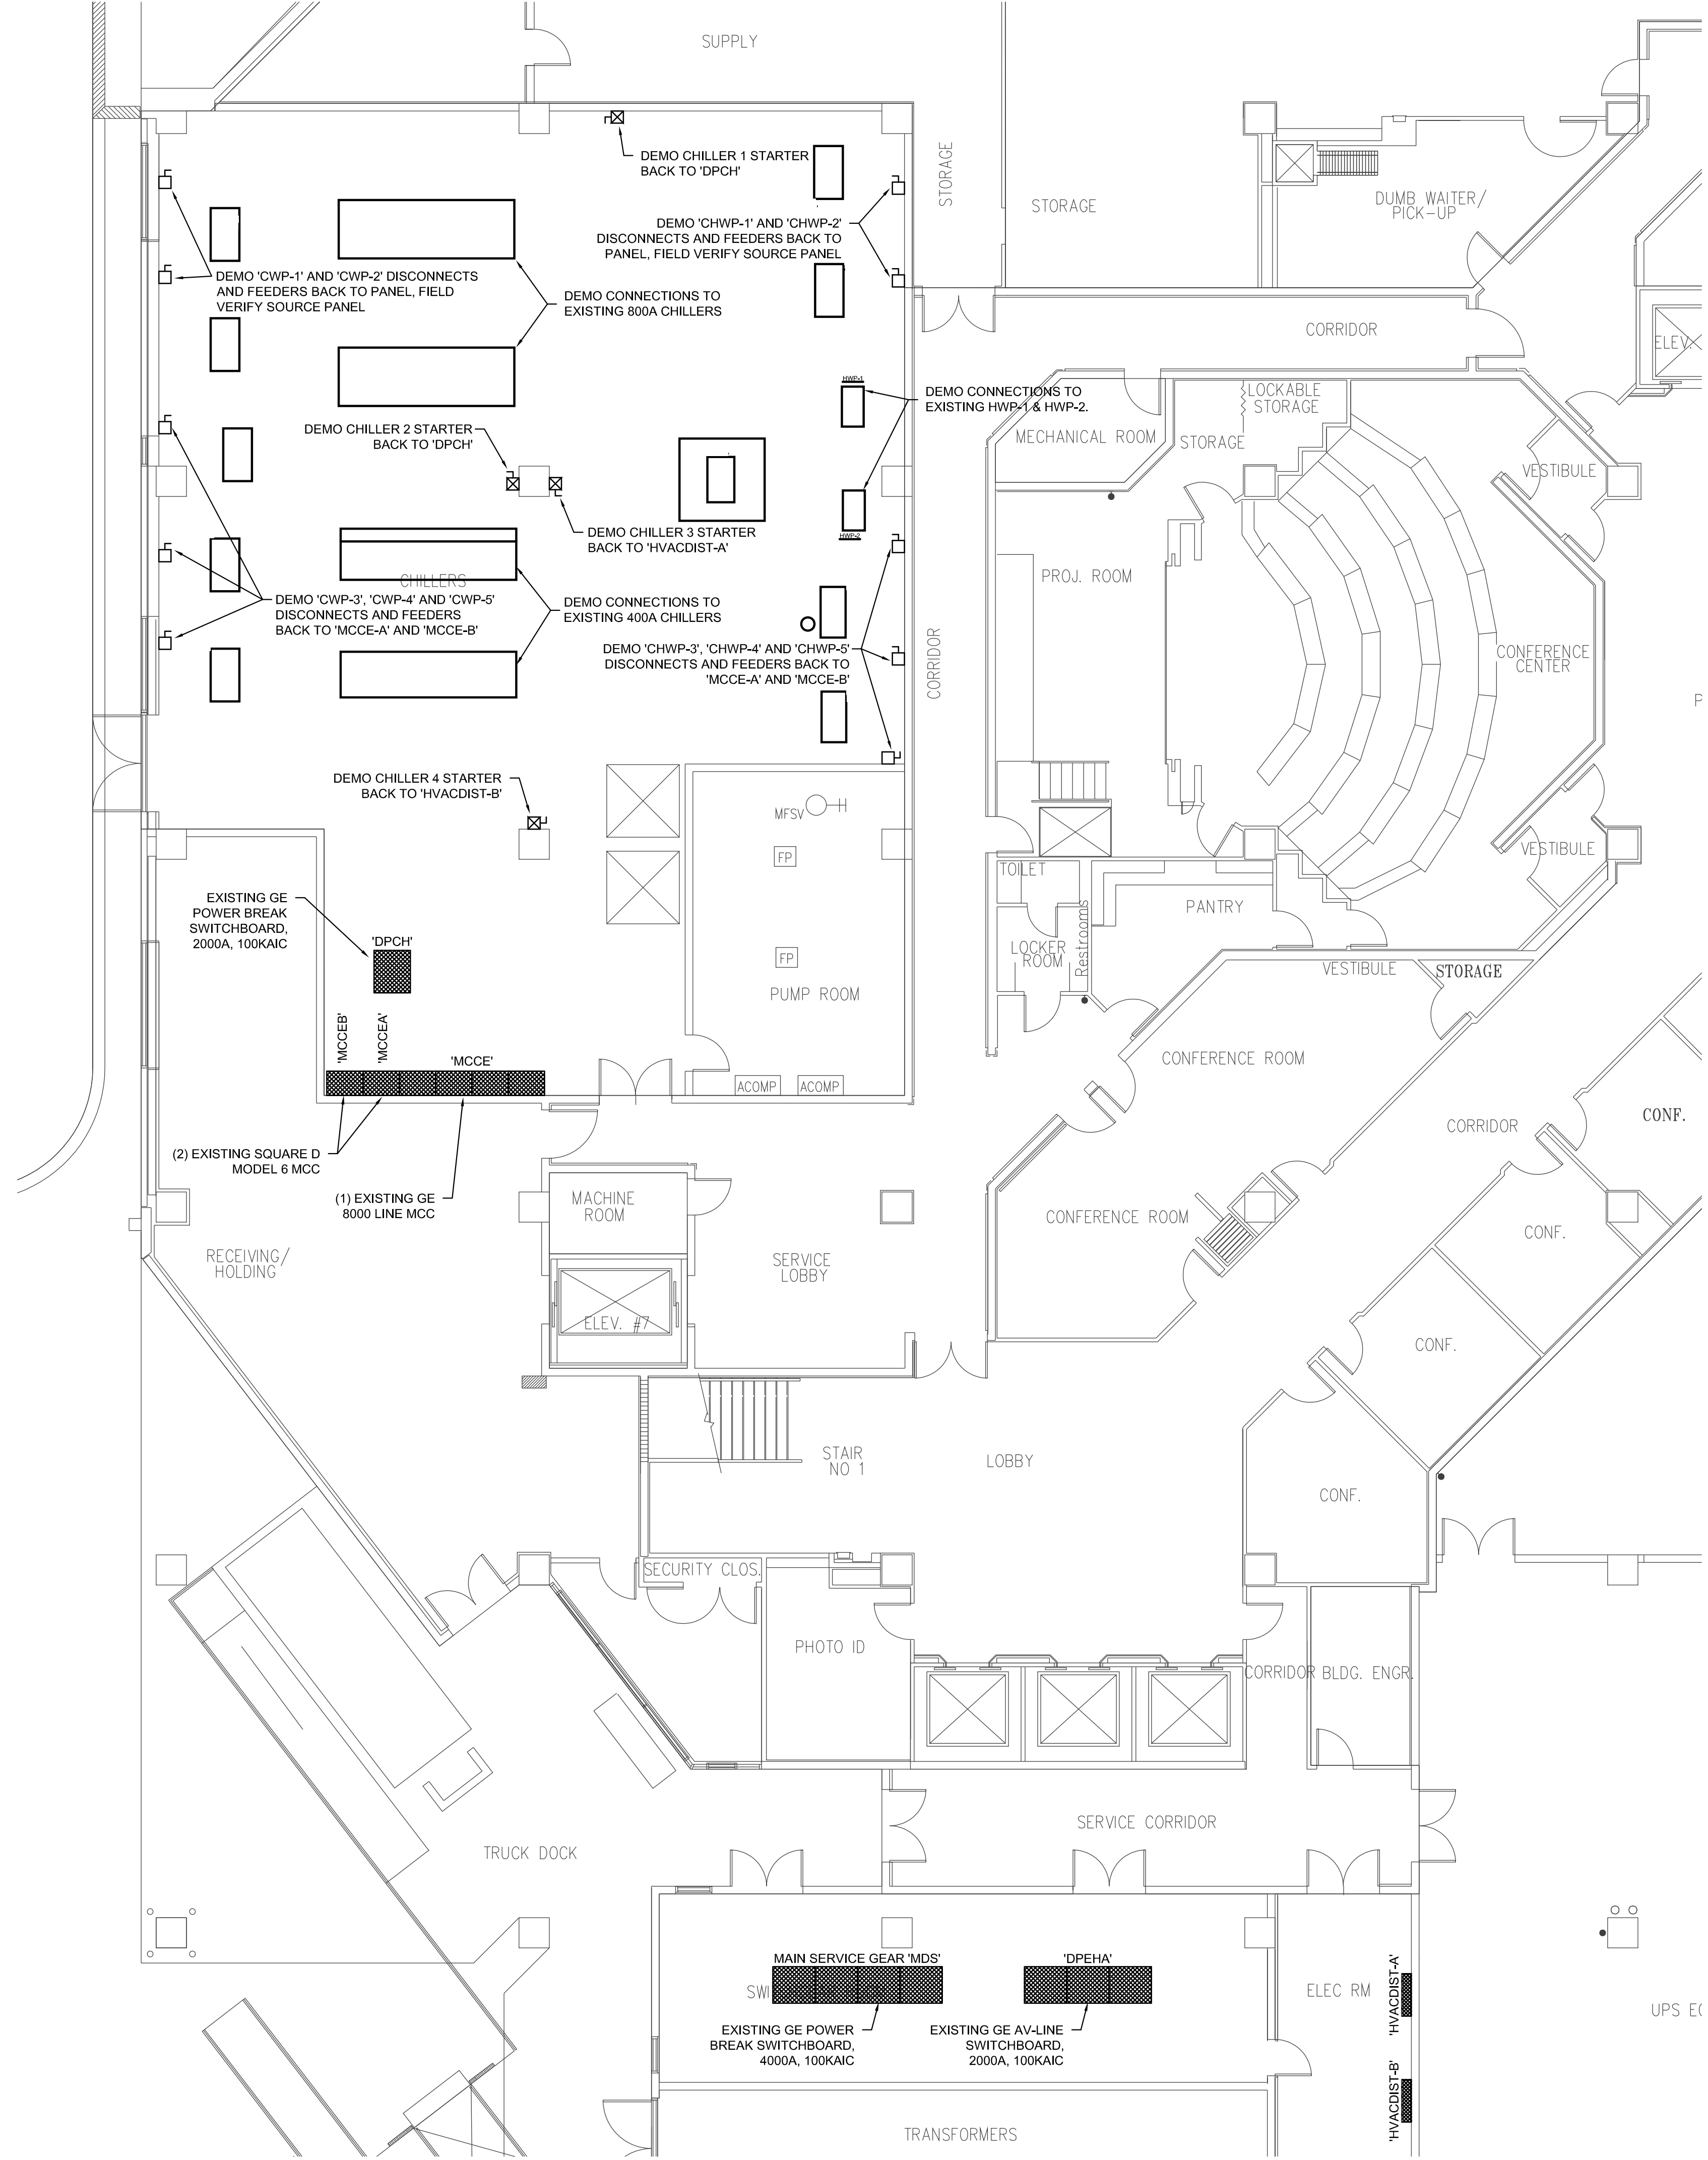 SUPPLY
DEMO CHILLER 1 STARTER
BACK TO 'DPCH'
STORAGE
STORAGE
DUMB WAITER/
PICK-UP
DEMO 'CHWP-1' AND 'CHWP-2'
DISCONNECTS AND FEEDERS BACK TO
PANEL, FIELD VERIFY SOURCE PANEL
DEMO 'CWP-1' AND 'CWP-2' DISCONNECTS
AND FEEDERS BACK TO PANEL, FIELD
VERIFY SOURCE PANEL
DEMO CONNECTIONS TO
EXISTING 800A CHILLERS
CORRIDOR
ELEV.
HWP-1
DEMO CONNECTIONS TO
EXISTING HWP-1 & HWP-2.
LOCKABLE
STORAGE
MECHANICAL ROOM
STORAGE
VESTIBULE
DEMO CHILLER 2 STARTER
BACK TO 'DPCH'
HWP-2
DEMO CHILLER 3 STARTER
BACK TO 'HVACDIST-A'
CHILLERS
PROJ. ROOM
DEMO 'CWP-3', 'CWP-4' AND 'CWP-5'
DISCONNECTS AND FEEDERS
BACK TO 'MCCE-A' AND 'MCCE-B'
DEMO CONNECTIONS TO
EXISTING 400A CHILLERS
DEMO 'CHWP-3', 'CHWP-4' AND 'CHWP-5'
DISCONNECTS AND FEEDERS BACK TO
'MCCE-A' AND 'MCCE-B'
CORRIDOR
CONFERENCE
CENTER
P
DEMO CHILLER 4 STARTER
BACK TO 'HVACDIST-B'
MFSV
FP
VESTIBULE
TOILET
EXISTING GE
POWER BREAK
SWITCHBOARD,
2000A, 100KAIC
'DPCH'
PANTRY
Restrooms
LOCKER
ROOM
FP
PUMP ROOM
VESTIBULE
STORAGE
'MCCEB'
'MCCEA'
'MCCE'
CONFERENCE ROOM
ACOMP
ACOMP
CONF.
CORRIDOR
(2) EXISTING SQUARE D
MODEL 6 MCC
(1) EXISTING GE
8000 LINE MCC
MACHINE
ROOM
CONFERENCE ROOM
CONF.
RECEIVING/
HOLDING
SERVICE
LOBBY
ELEV. #7
CONF.
STAIR
NO 1
LOBBY
CONF.
SECURITY CLOS.
PHOTO ID
CORRIDOR
BLDG. ENGR.
SERVICE CORRIDOR
TRUCK DOCK
MAIN SERVICE GEAR 'MDS'
'DPEHA'
SWI
ELEC RM
'HVACDIST-A'
UPS E
EXISTING GE POWER
BREAK SWITCHBOARD,
4000A, 100KAIC
EXISTING GE AV-LINE
SWITCHBOARD,
2000A, 100KAIC
'HVACDIST-B'
TRANSFORMERS